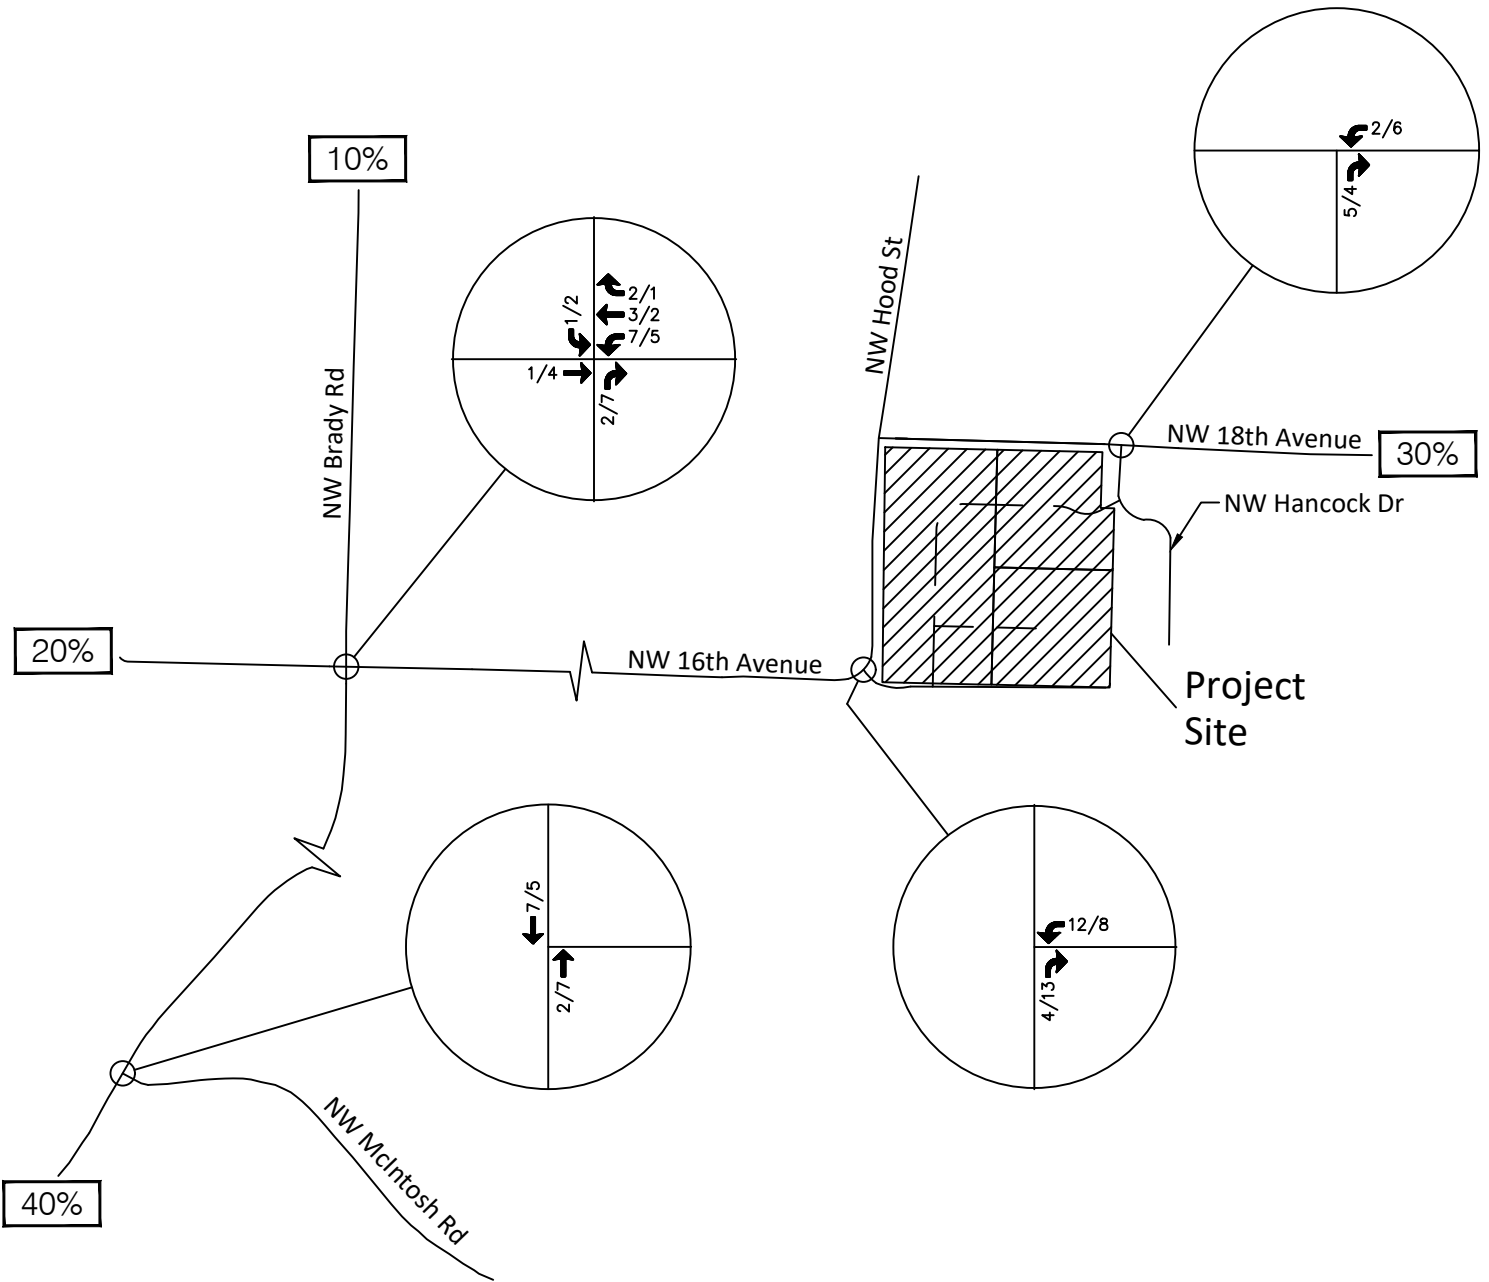 10%
2/6
5/4
NW Hood St
1/2
2/1
3/2
7/5
1/4
2/7
NW Brady Rd
NW 18th Avenue
30%
NW Hancock Dr
20%
NW 16th Avenue
Project
Site
7/5
2/7
12/8
4/13
NW McIntosh Rd
40%